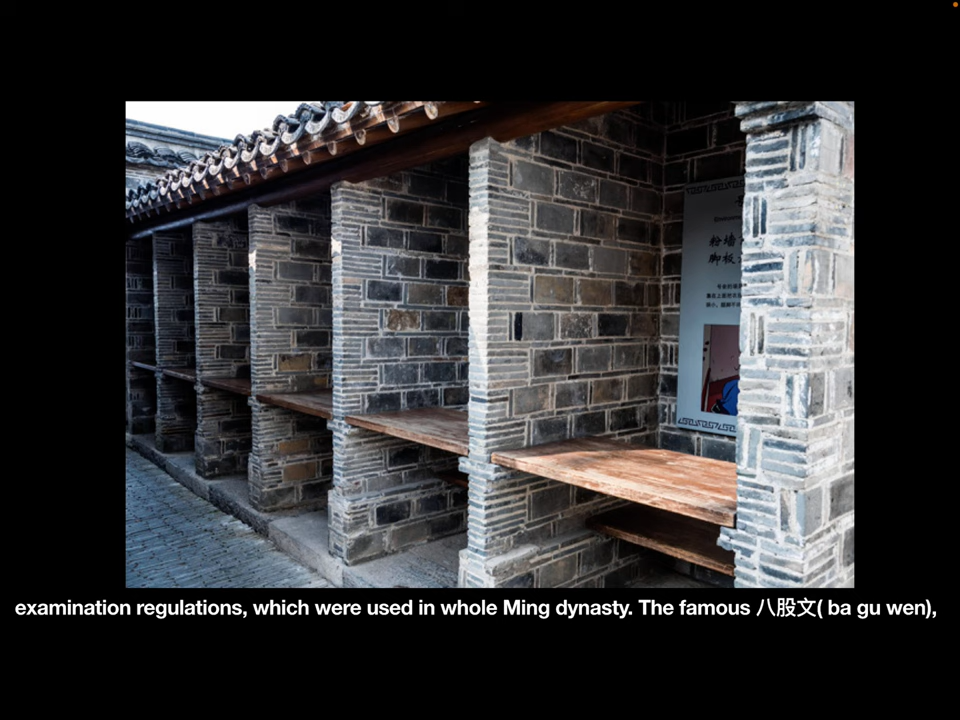 粉墙
脚板
examination regulations, which were used in whole Ming dynasty. The famous 八股文( ba gu wen),